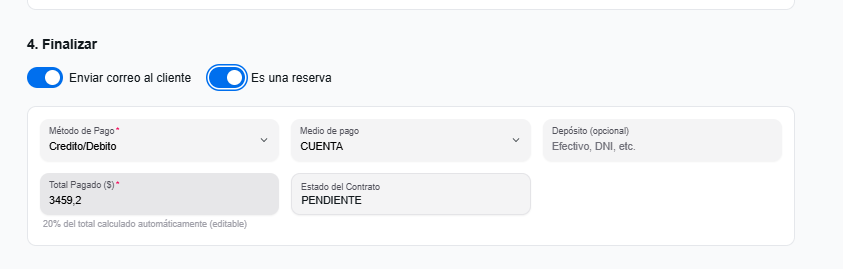 4. Finalizar
Enviar correo al cliente Es una reserva
Método de Pago* Medio de pago Depósito (opcional)
Credito/Debito CUENTA Efectivo, DNI, etc.
Total Pagado ($)* Estado del Contrato
3459,2 PENDIENTE
20% del total calculado automáticamente (editable)